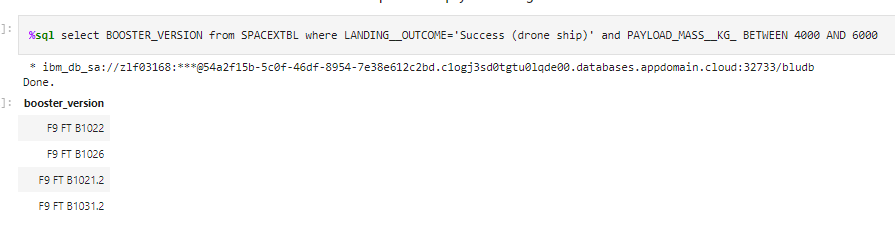 ]: %sql select BOOSTER_VERSION from SPACEXTBL where LANDING__OUTCOME='Success (drone ship)' and PAYLOAD_MASS__KG_ BETWEEN 4000 AND 6000
* ibm_db_sa://zlf03168:***@54a2f15b-5c0f-46df-8954-7e38e612c2bd.c1ogj3sd0tgtu0lqde00.databases.appdomain.cloud:32733/bludb
Done.
]: booster_version
F9 FT B1022
F9 FT B1026
F9 FT B1021.2
F9 FT B1031.2